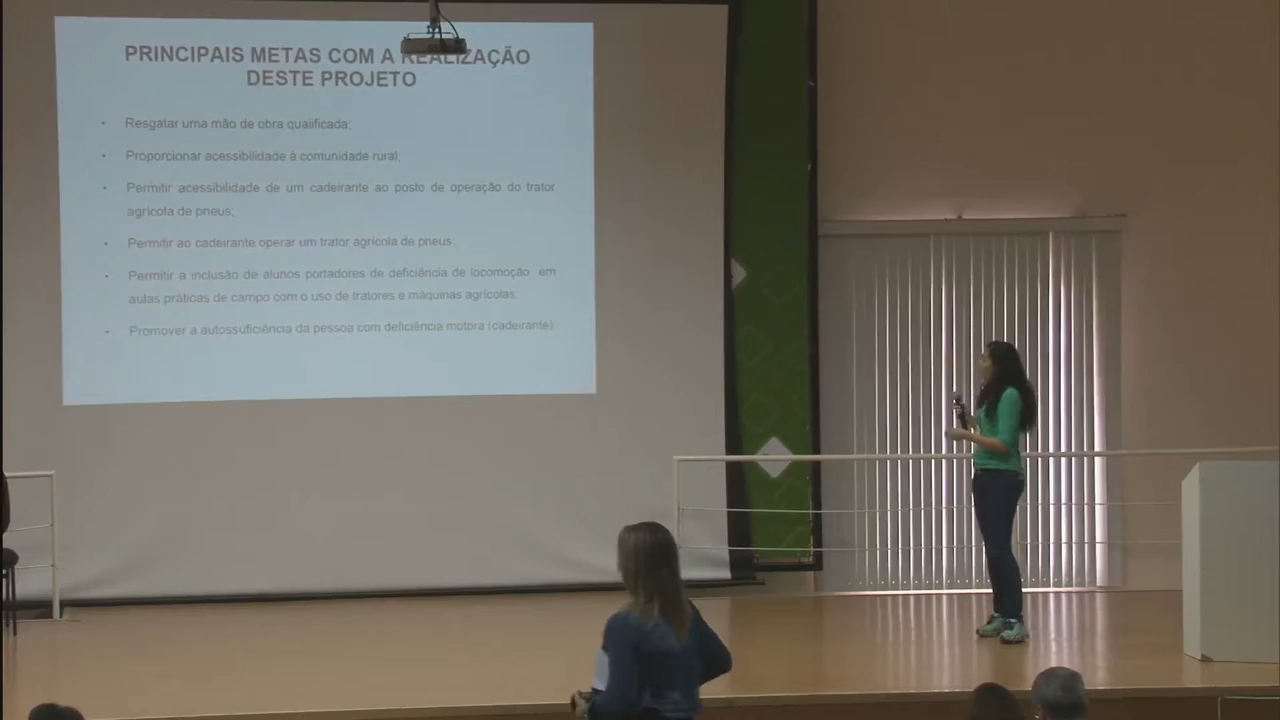 PRINCIPAIS METAS COM A REALIZAÇÃO
DESTE PROJETO
• Resgatar uma mão de obra qualificada;
• Proporcionar acessibilidade à comunidade rural;
• Permitir acessibilidade de um cadeirante ao posto de operação do trator
agrícola de pneus;
• Permitir ao cadeirante operar um trator agrícola de pneus;
• Permitir a inclusão de alunos portadores de deficiência de locomoção em
aulas práticas de campo com o uso de tratores e máquinas agrícolas;
• Promover a autossuficiência da pessoa com deficiência motora (cadeirante)